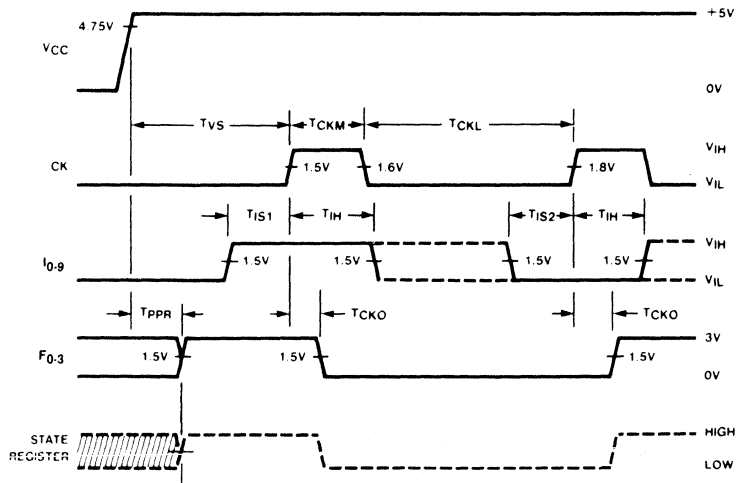 +5V
4.75V
VCC
0V
TVS
TCKM
TCKL
VIH
CK
1.5V
1.6V
1.8V
VIL
TIS1
TIH
TIS2
TIH
VIH
I0-9
1.5V
1.5V
1.5V
1.5V
VIL
TPPR
TCKO
TCKO
3V
F0-3
1.5V
1.5V
1.5V
0V
STATE
REGISTER
HIGH
LOW